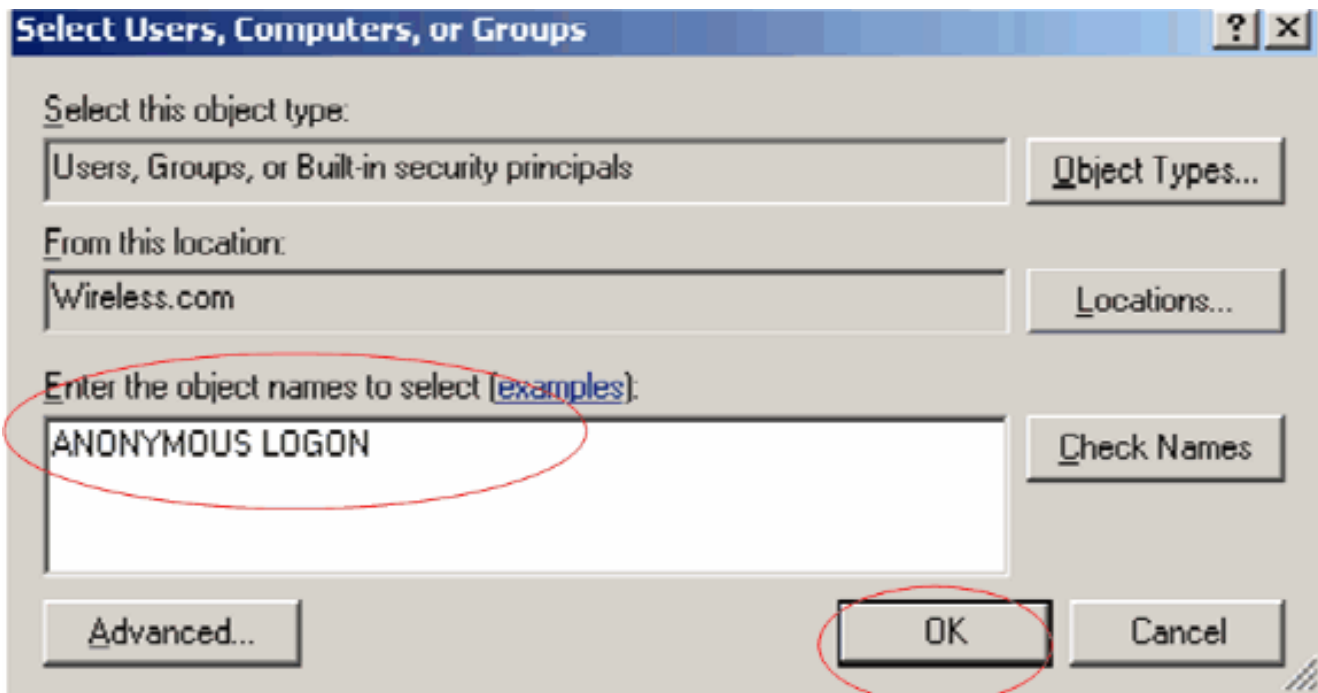 Select Users, Computers, or Groups
? X
Select this object type:
Users, Groups, or Built-in security principals
Object Types...
From this location:
Wireless.com
Locations...
Enter the object names to select (examples):
ANONYMOUS LOGON
Check Names
Advanced...
OK
Cancel